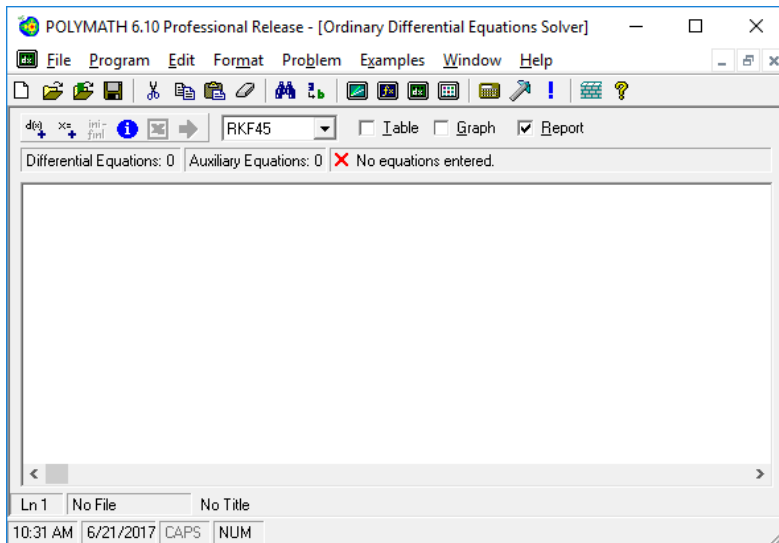 POLYMATH 6.10 Professional Release - [Ordinary Differential Equations Solver]
File Program Edit Format Problem Examples Window Help
d(x) x= ini- finl RKF45 Table Graph Report
Differential Equations: 0 Auxiliary Equations: 0 No equations entered.
Ln 1 No File No Title
10:31 AM 6/21/2017 CAPS NUM